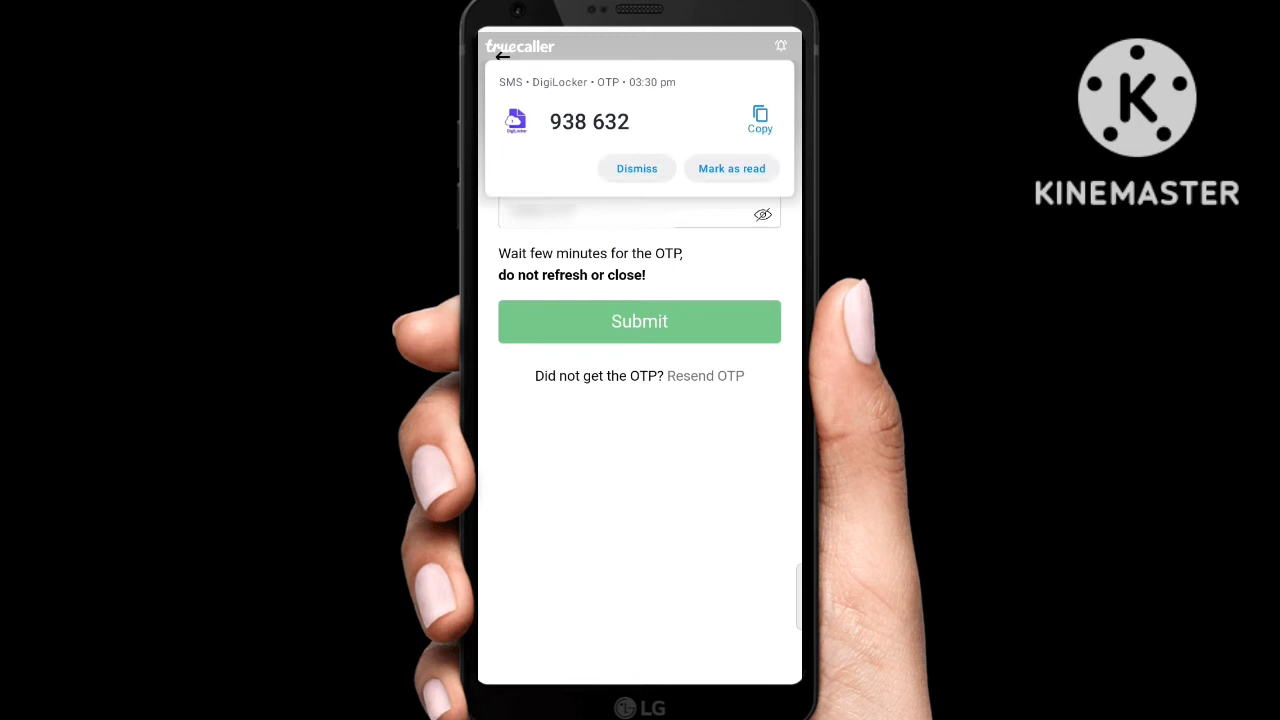 truecaller
SMS • DigiLocker • OTP • 03:30 pm
DigiLocker
938 632
Copy
Dismiss
Mark as read
Wait few minutes for the OTP,
do not refresh or close!
Submit
Did not get the OTP? Resend OTP
LG
K
KINEMASTER